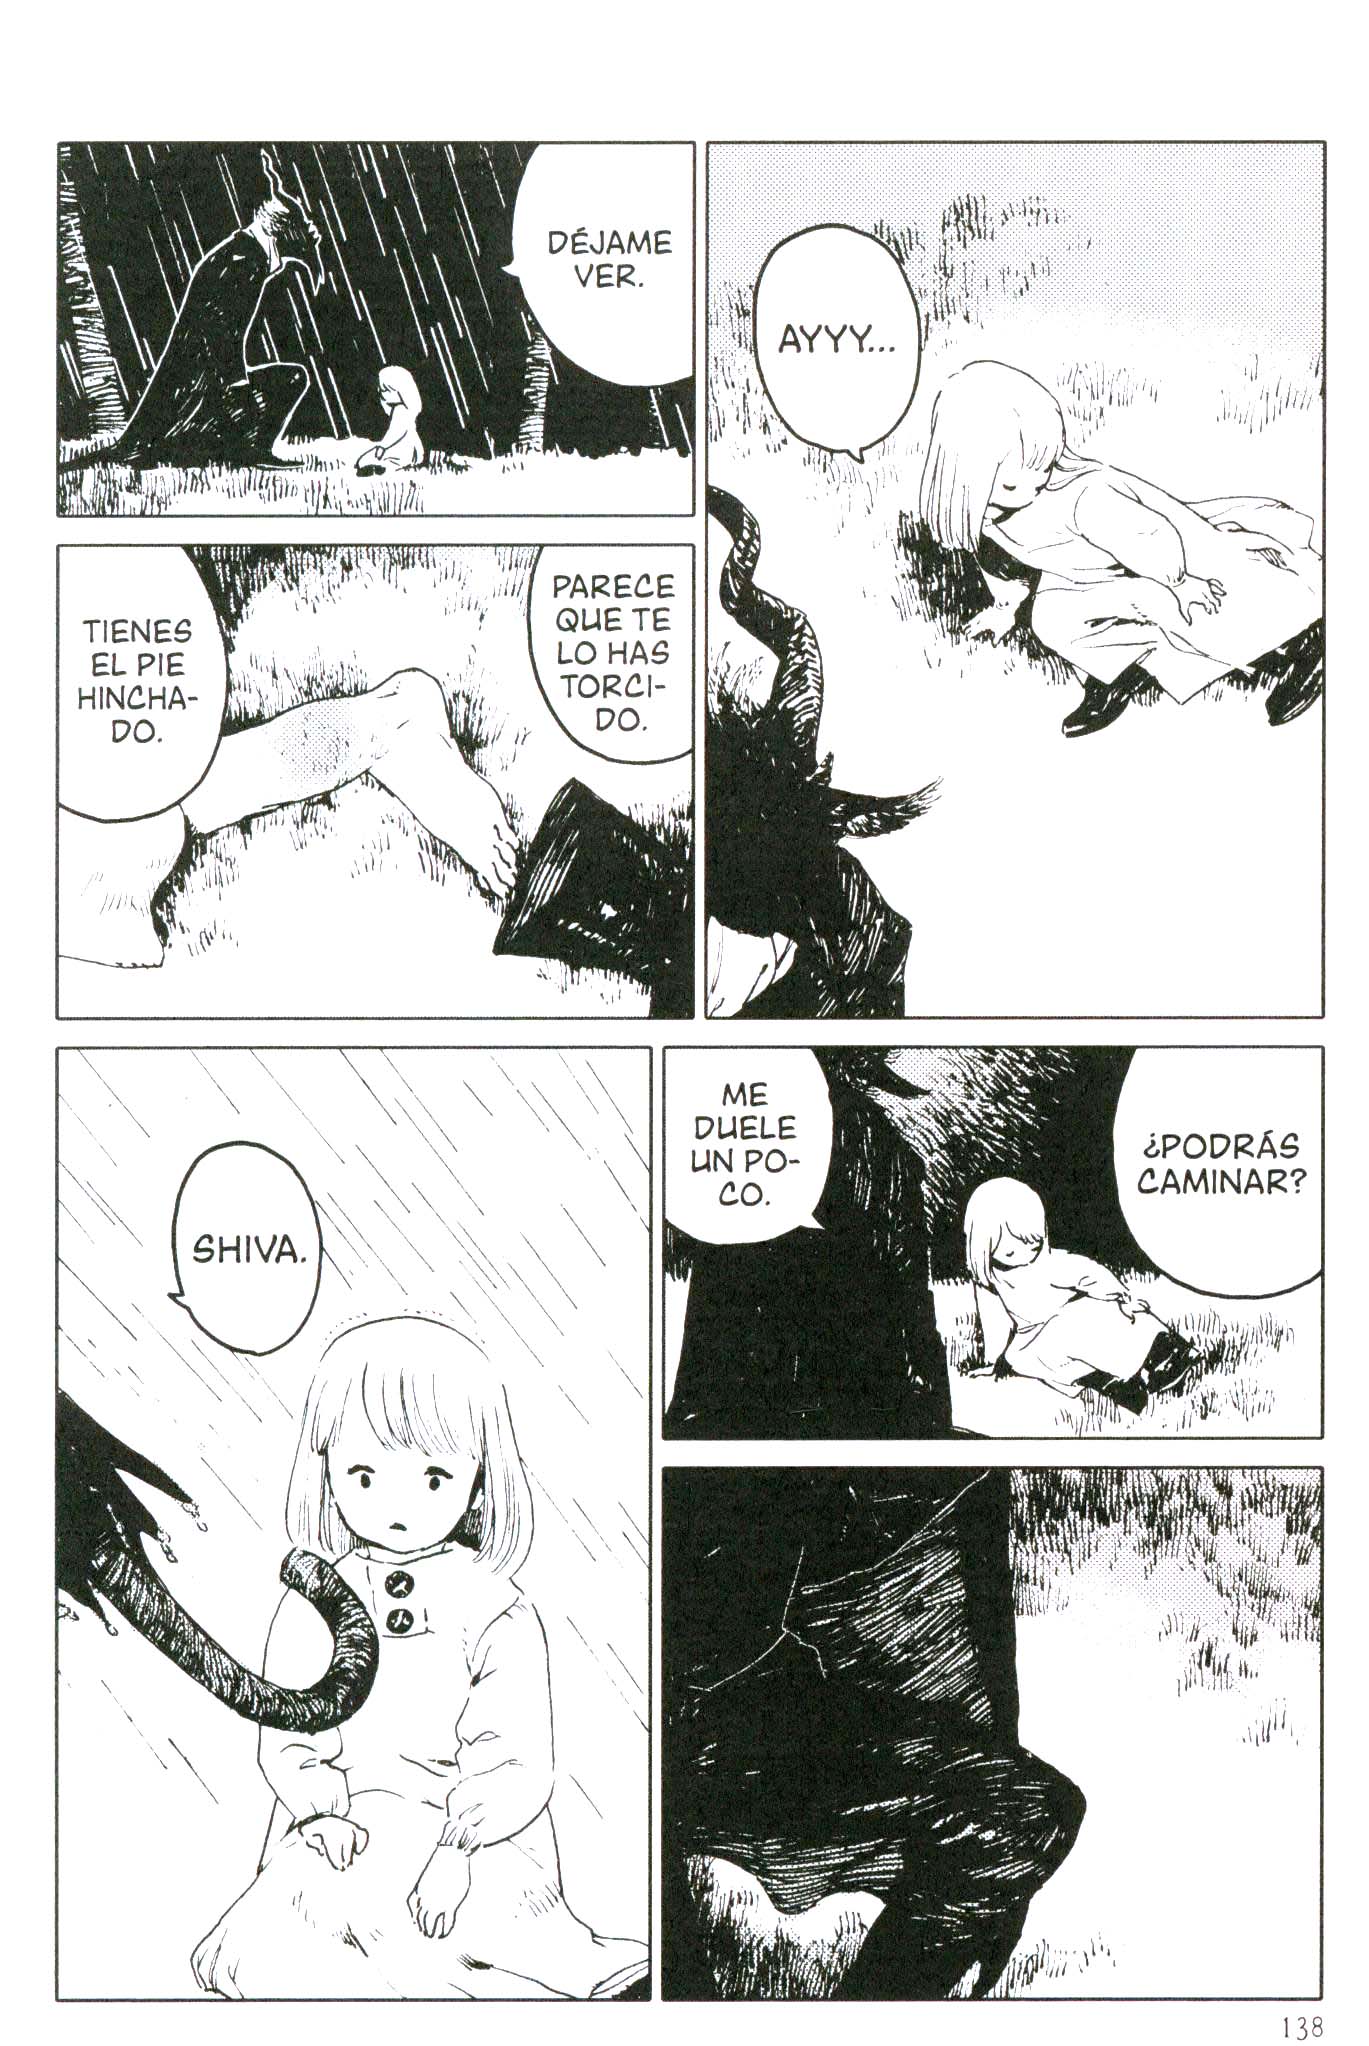 AYYY...
DÉJAME
VER.
PARECE
QUE TE
LO HAS
TORCI-
DO.
TIENES
EL PIE
HINCHA-
DO.
¿PODRÁS
CAMINAR?
ME
DUELE
UN PO-
CO.
SHIVA.
138